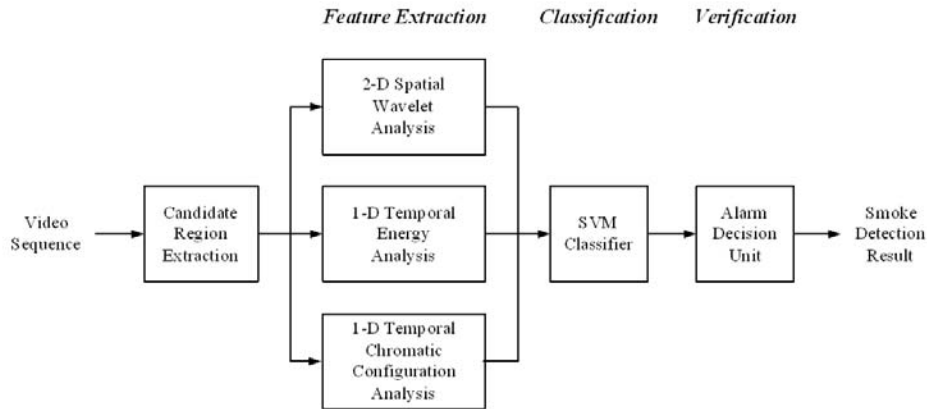 Feature Extraction
Classification
Verification
2-D Spatial
Wavelet
Analysis
Video
Sequence
Candidate
Region
Extraction
1-D Temporal
Energy
Analysis
SVM
Classifier
Alarm
Decision
Unit
Smoke
Detection
Result
1-D Temporal
Chromatic
Configuration
Analysis